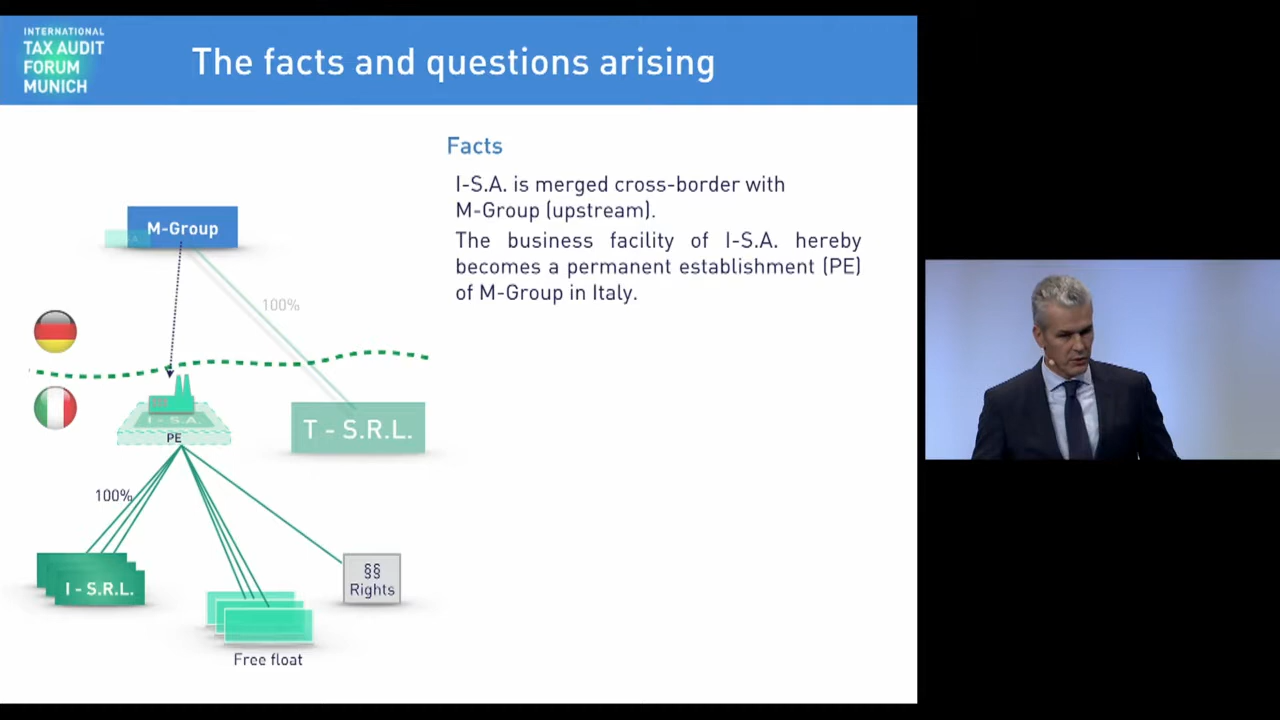 INTERNATIONAL
TAX AUDIT
FORUM
MUNICH
The facts and questions arising
Facts
I-S.A. is merged cross-border with
M-Group (upstream).
The business facility of I-S.A. hereby
becomes a permanent establishment (PE)
of M-Group in Italy.
M-Group
100%
T - S.R.L.
I - S.A.
PE
100%
I - S.R.L.
§§
Rights
Free float